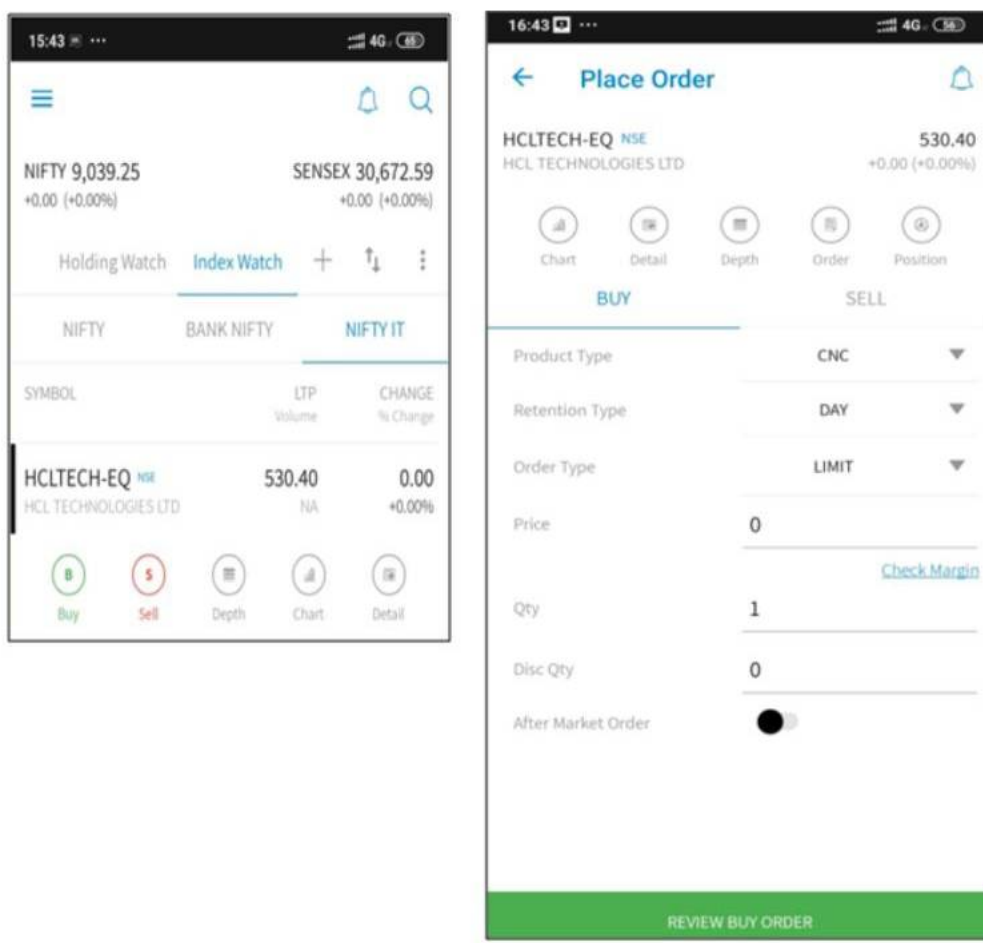 15:43 ... 4G 65
NIFTY 9,039.25 SENSEX 30,672.59
+0.00 (+0.00%) +0.00 (+0.00%)
Holding Watch Index Watch
NIFTY BANK NIFTY NIFTY IT
SYMBOL LTP CHANGE
Volume % Change
HCLTECH-EQ NSE 530.40 0.00
HCL TECHNOLOGIES LTD NA +0.00%
B S
Buy Sell Depth Chart Detail
16:43 ... 4G 56
Place Order
HCLTECH-EQ NSE 530.40
HCL TECHNOLOGIES LTD +0.00 (+0.00%)
Chart Detail Depth Order Position
BUY SELL
Product Type CNC
Retention Type DAY
Order Type LIMIT
Price 0
Check Margin
Qty 1
Disc Qty 0
After Market Order
REVIEW BUY ORDER